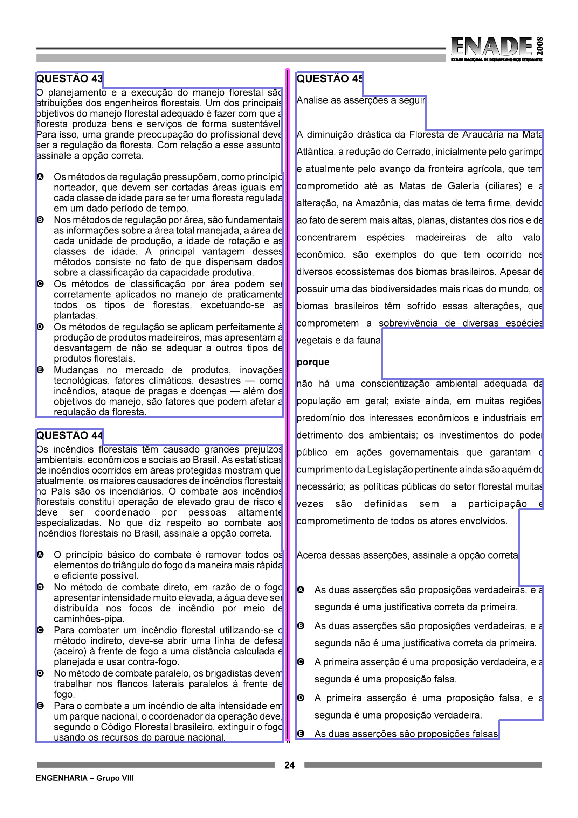 ENADE 2008
EXAME NACIONAL DE DESEMPENHO DOS ESTUDANTES
QUESTÃO 43
O planejamento e a execução do manejo florestal são
atribuições dos engenheiros florestais. Um dos principais
objetivos do manejo florestal adequado é fazer com que a
floresta produza bens e serviços de forma sustentável.
Para isso, uma grande preocupação do profissional deve
ser a regulação da floresta. Com relação a esse assunto,
assinale a opção correta.
A Os métodos de regulação pressupõem, como princípio
norteador, que devem ser cortadas áreas iguais em
cada classe de idade para se ter uma floresta regulada
em um dado período de tempo.
B Nos métodos de regulação por área, são fundamentais
as informações sobre a área total manejada, a área de
cada unidade de produção, a idade de rotação e as
classes de idade. A principal vantagem desses
métodos consiste no fato de que dispensam dados
sobre a classificação da capacidade produtiva.
C Os métodos de classificação por área podem ser
corretamente aplicados no manejo de praticamente
todos os tipos de florestas, excetuando-se as
plantadas.
D Os métodos de regulação se aplicam perfeitamente à
produção de produtos madeireiros, mas apresentam a
desvantagem de não se adequar a outros tipos de
produtos florestais.
E Mudanças no mercado de produtos, inovações
tecnológicas, fatores climáticos, desastres — como
incêndios, ataque de pragas e doenças — além dos
objetivos do manejo, são fatores que podem afetar a
regulação da floresta.
QUESTÃO 44
Os incêndios florestais têm causado grandes prejuízos
ambientais, econômicos e sociais ao Brasil. As estatísticas
de incêndios ocorridos em áreas protegidas mostram que,
atualmente, os maiores causadores de incêndios florestais
no País são os incendiários. O combate aos incêndios
florestais constitui operação de elevado grau de risco e
deve ser coordenado por pessoas altamente
especializadas. No que diz respeito ao combate aos
incêndios florestais no Brasil, assinale a opção correta.
A O princípio básico do combate é remover todos os
elementos do triângulo do fogo da maneira mais rápida
e eficiente possível.
B No método de combate direto, em razão de o fogo
apresentar intensidade muito elevada, a água deve ser
distribuída nos focos de incêndio por meio de
caminhões-pipa.
C Para combater um incêndio florestal utilizando-se o
método indireto, deve-se abrir uma linha de defesa
(aceiro) à frente do fogo a uma distância calculada e
planejada e usar contra-fogo.
D No método de combate paralelo, os brigadistas devem
trabalhar nos flancos laterais paralelos à frente de
fogo.
E Para o combate a um incêndio de alta intensidade em
um parque nacional, o coordenador da operação deve,
segundo o Código Florestal brasileiro, extinguir o fogo
usando os recursos do parque nacional.
QUESTÃO 45
Analise as asserções a seguir.
A diminuição drástica da Floresta de Araucária na Mata
Atlântica, a redução do Cerrado, inicialmente pelo garimpo
e atualmente pelo avanço da fronteira agrícola, que tem
comprometido até as Matas de Galeria (ciliares) e a
alteração, na Amazônia, das matas de terra firme, devido
ao fato de serem mais altas, planas, distantes dos rios e de
concentrarem espécies madeireiras de alto valor
econômico, são exemplos do que tem ocorrido nos
diversos ecossistemas dos biomas brasileiros. Apesar de
possuir uma das biodiversidades mais ricas do mundo, os
biomas brasileiros têm sofrido essas alterações, que
comprometem a sobrevivência de diversas espécies
vegetais e da fauna
porque
não há uma conscientização ambiental adequada da
população em geral; existe ainda, em muitas regiões,
predomínio dos interesses econômicos e industriais em
detrimento dos ambientais; os investimentos do poder
público em ações governamentais que garantam o
cumprimento da Legislação pertinente ainda são aquém do
necessário; as políticas públicas do setor florestal muitas
vezes são definidas sem a participação e
comprometimento de todos os atores envolvidos.
Acerca dessas asserções, assinale a opção correta.
A As duas asserções são proposições verdadeiras, e a
segunda é uma justificativa correta da primeira.
B As duas asserções são proposições verdadeiras, e a
segunda não é uma justificativa correta da primeira.
C A primeira asserção é uma proposição verdadeira, e a
segunda é uma proposição falsa.
D A primeira asserção é uma proposição falsa, e a
segunda é uma proposição verdadeira.
E As duas asserções são proposições falsas.
24
ENGENHARIA – Grupo VIII